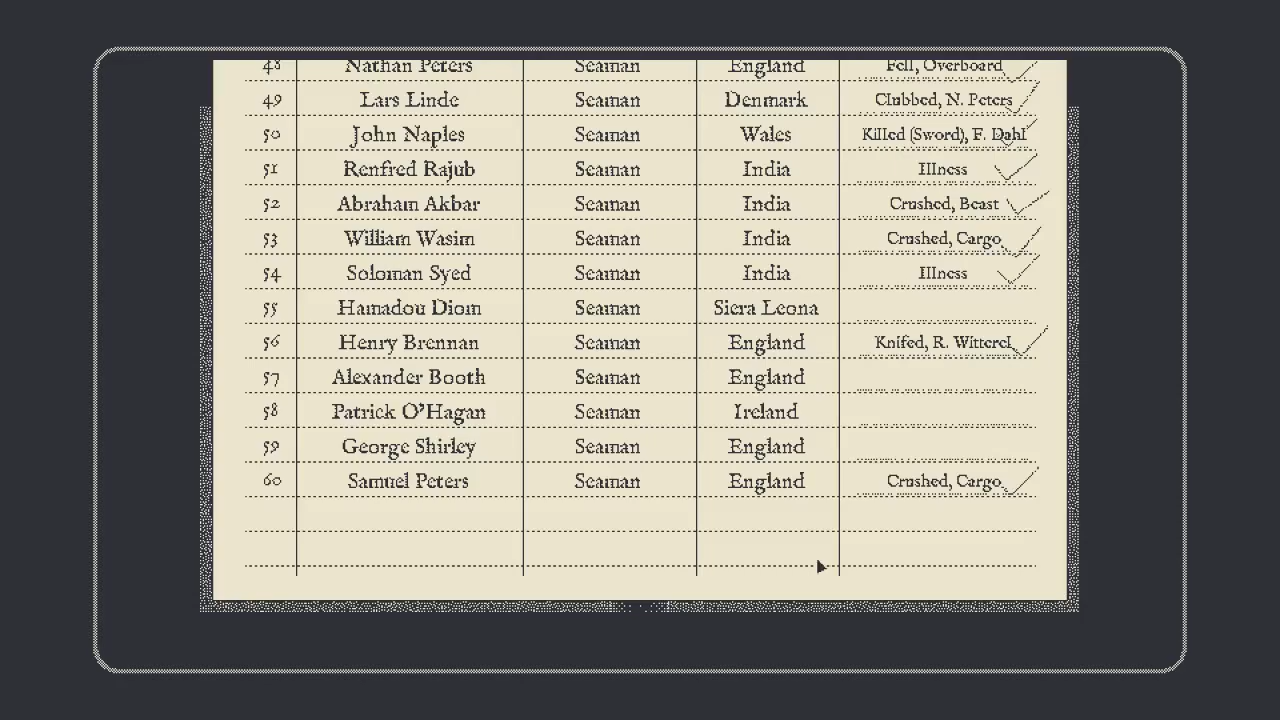 48 Nathan Peters Seaman England Fell, Overboard
49 Lars Linde Seaman Denmark Clubbed, N. Peters
50 John Naples Seaman Wales Killed (Sword), F. Dahl
51 Renfred Rajub Seaman India Illness
52 Abraham Akbar Seaman India Crushed, Beast
53 William Wasim Seaman India Crushed, Cargo
54 Soloman Syed Seaman India Illness
55 Hamadou Diom Seaman Siera Leona
56 Henry Brennan Seaman England Knifed, R. Witterel
57 Alexander Booth Seaman England
58 Patrick O'Hagan Seaman Ireland
59 George Shirley Seaman England
60 Samuel Peters Seaman England Crushed, Cargo